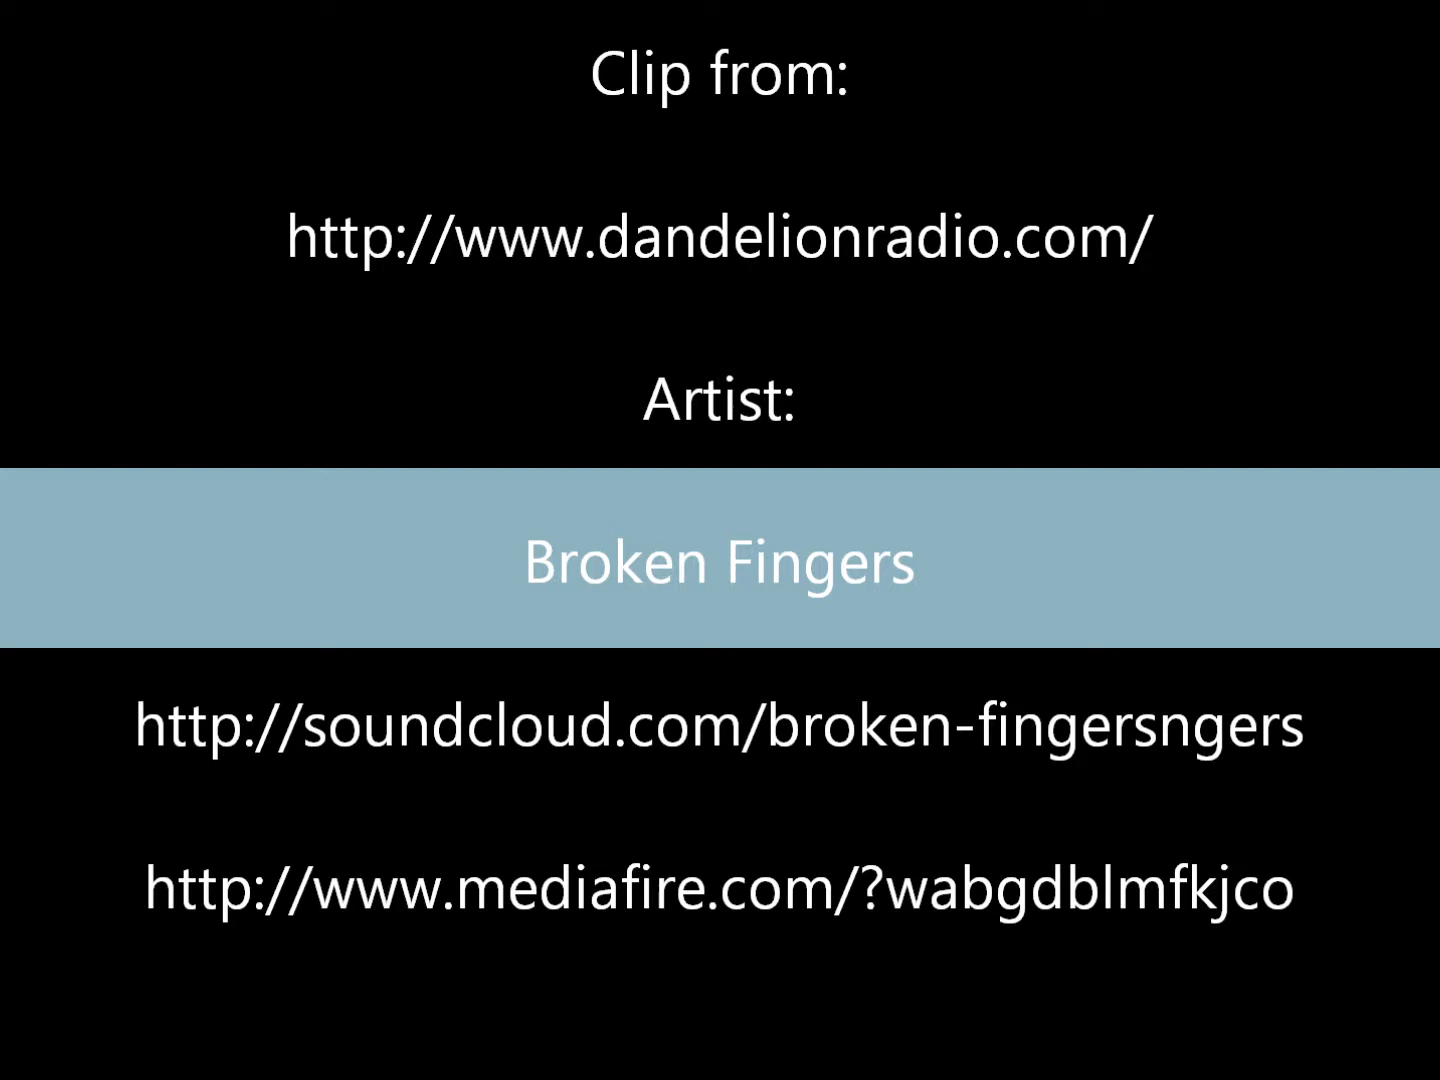 Clip from:
http://www.dandelionradio.com/
Artist:
Broken Fingers
http://soundcloud.com/broken-fingersngers
http://www.mediafire.com/?wabgdblmfkjco